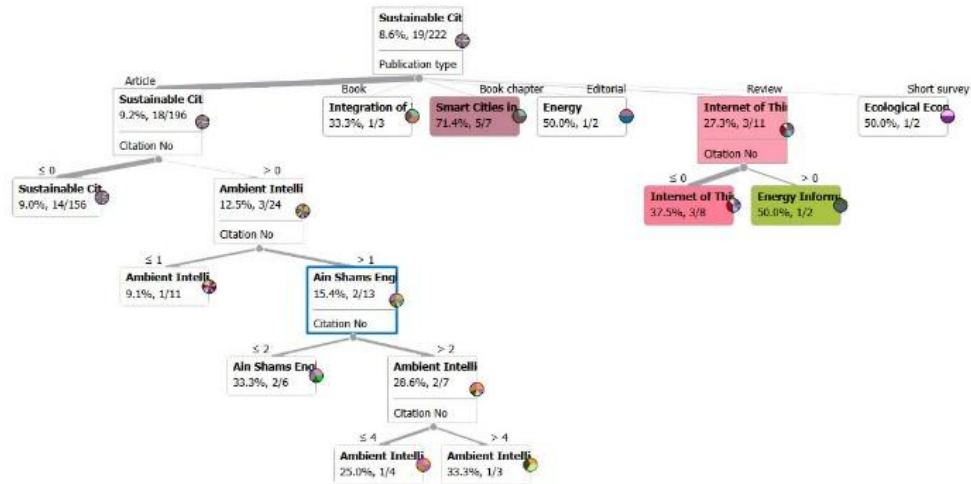 Sustainable Cit
8.6%, 19/222
Publication type
Article
Book
Book chapter
Editorial
Review
Short survey
Sustainable Cit
9.2%, 18/196
Citation No
Integration of
33.3%, 1/3
Smart Cities in
71.4%, 5/7
Energy
50.0%, 1/2
Internet of Thi
27.3%, 3/11
Citation No
Ecological Econ
50.0%, 1/2
≤ 0
> 0
≤ 0
> 0
Sustainable Cit
9.0%, 14/156
Ambient Intelli
12.5%, 3/24
Citation No
Internet of Thi
37.5%, 3/8
Energy Inform
50.0%, 1/2
≤ 1
> 1
Ambient Intelli
9.1%, 1/11
Ain Shams Eng
15.4%, 2/13
Citation No
≤ 2
> 2
Ain Shams Eng
33.3%, 2/6
Ambient Intelli
28.6%, 2/7
Citation No
≤ 4
> 4
Ambient Intelli
25.0%, 1/4
Ambient Intelli
33.3%, 1/3